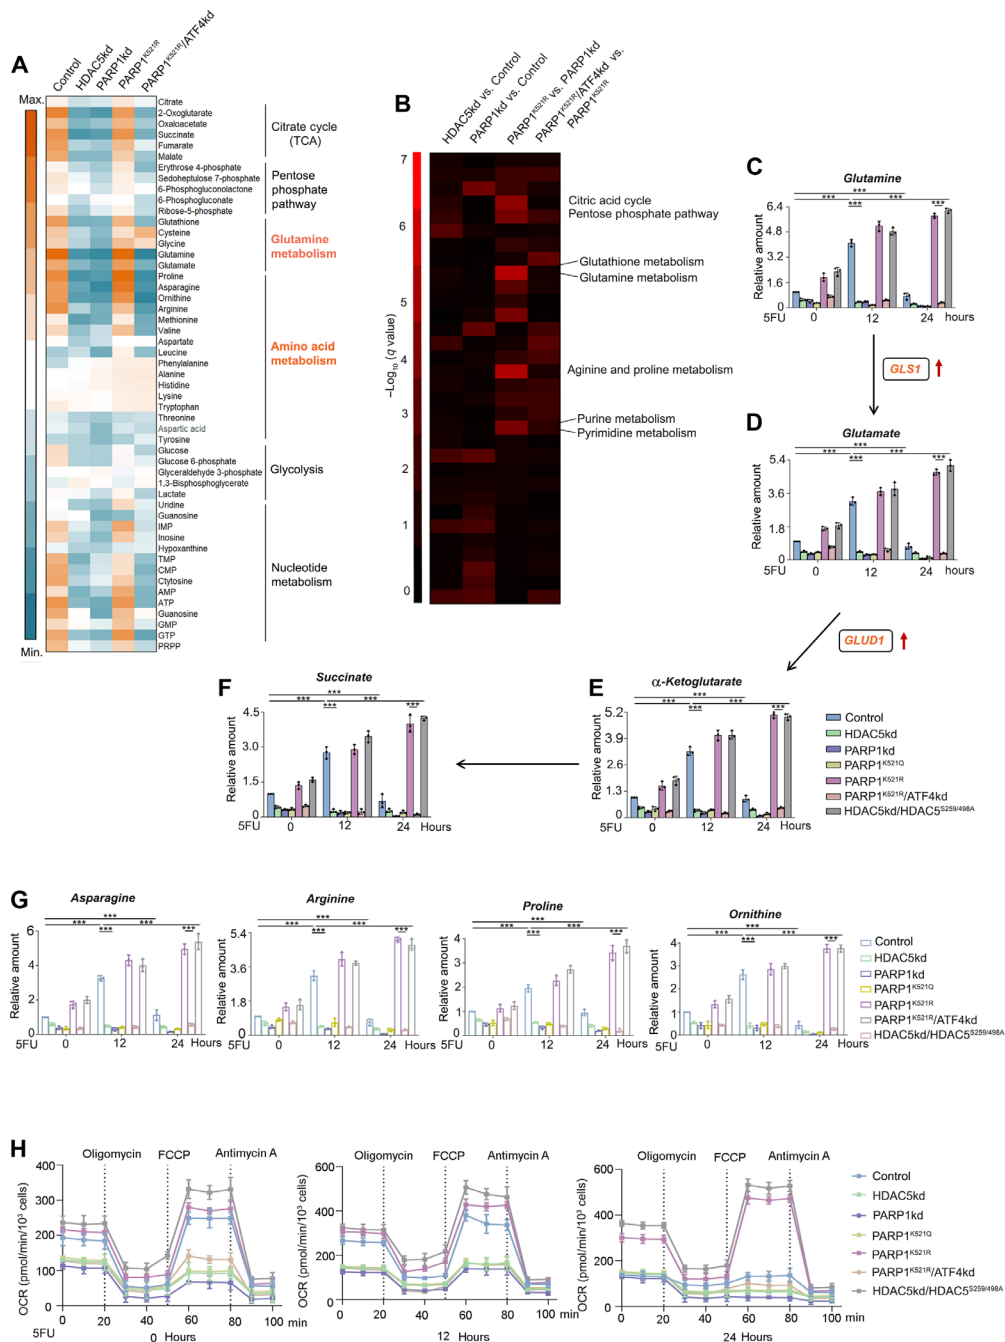 A
Control
HDAC5kd
PARP1kd
PARP1K521R
PARP1K521R/ATF4kd
Max.
Min.
Citrate
2-Oxoglutarate
Oxaloacetate
Succinate
Fumarate
Malate
Erythrose 4-phosphate
Sedoheptulose 7-phosphate
6-Phosphogluconolactone
6-Phosphogluconate
Ribose-5-phosphate
Glutathione
Cysteine
Glycine
Glutamine
Glutamate
Proline
Asparagine
Ornithine
Arginine
Methionine
Valine
Aspartate
Leucine
Phenylalanine
Alanine
Histidine
Lysine
Tryptophan
Threonine
Aspartic acid
Tyrosine
Glucose
Glucose 6-phosphate
Glyceraldehyde 3-phosphate
1,3-Bisphosphoglycerate
Lactate
Uridine
Guanosine
IMP
Inosine
Hypoxanthine
TMP
CMP
Ctytosine
AMP
ATP
Guanosine
GMP
GTP
PRPP
Citrate cycle
(TCA)
Pentose
phosphate
pathway
Glutamine
metabolism
Amino acid
metabolism
Glycolysis
Nucleotide
metabolism
B
HDAC5kd vs. Control
PARP1kd vs. Control
PARP1K521R vs. PARP1kd
PARP1K521R/ATF4kd vs.
PARP1K521R
7
6
5
4
3
2
1
0
–Log10 (q value)
Citric acid cycle
Pentose phosphate pathway
Glutathione metabolism
Glutamine metabolism
Aginine and proline metabolism
Purine metabolism
Pyrimidine metabolism
C
Glutamine
***
*** *** *** ***
Relative amount
6.4
4.8
3.2
1.6
0
5FU 0 12 24 hours
GLS1
D
Glutamate
***
*** *** *** ***
Relative amount
5.4
3.6
1.8
0
5FU 0 12 24 hours
GLUD1
E
α-Ketoglutarate
***
*** *** *** ***
Relative amount
5.2
3.9
2.6
1.3
0
5FU 0 12 24 Hours
Control
HDAC5kd
PARP1kd
PARP1K521Q
PARP1K521R
PARP1K521R/ATF4kd
HDAC5kd/HDAC5S259/498A
F
Succinate
***
*** *** *** ***
Relative amount
4.5
3.0
1.5
0
5FU 0 12 24 Hours
G
Asparagine
***
*** *** *** ***
Relative amount
6
4
2
0
5FU 0 12 24 Hours
Arginine
***
*** *** *** ***
Relative amount
5.4
3.6
1.8
0
0 12 24 Hours
Proline
***
*** *** *** ***
Relative amount
4
3
2
1
0
0 12 24 Hours
Ornithine
***
*** *** *** ***
Relative amount
4
3
2
1
0
0 12 24 Hours
Control
HDAC5kd
PARP1kd
PARP1K521Q
PARP1K521R
PARP1K521R/ATF4kd
HDAC5kd/HDAC5S259/498A
H
Oligomycin FCCP Antimycin A
OCR (pmol/min/10³ cells)
400
300
200
100
0
0 20 40 60 80 100 min
5FU 0 Hours
Oligomycin FCCP Antimycin A
OCR (pmol/min/10³ cells)
600
400
200
0
0 20 40 60 80 100 min
12 Hours
Oligomycin FCCP Antimycin A
OCR (pmol/min/10³ cells)
600
400
200
0
0 20 40 60 80 100 min
24 Hours
Control
HDAC5kd
PARP1kd
PARP1K521Q
PARP1K521R
PARP1K521R/ATF4kd
HDAC5kd/HDAC5S259/498A